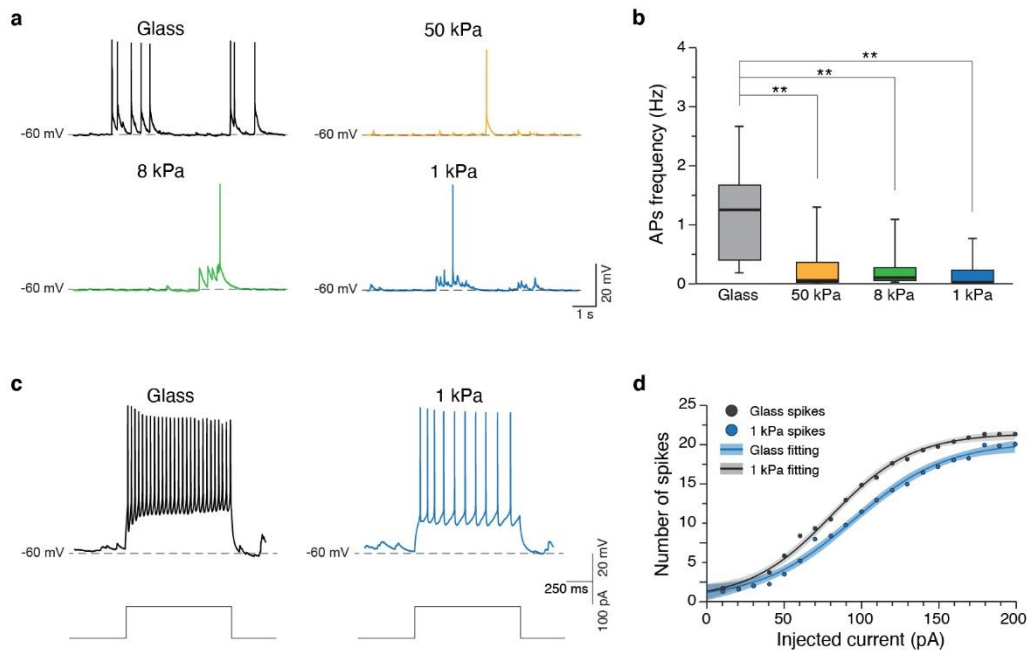 a
Glass
50 kPa
-60 mV
-60 mV
8 kPa
1 kPa
-60 mV
-60 mV
20 mV
1 s
b
APs frequency (Hz)
4
3
2
1
0
**
**
**
Glass
50 kPa
8 kPa
1 kPa
c
Glass
1 kPa
-60 mV
-60 mV
20 mV
250 ms
100 pA
d
Number of spikes
25
20
15
10
5
0
Glass spikes
1 kPa spikes
Glass fitting
1 kPa fitting
0
50
100
150
200
Injected current (pA)